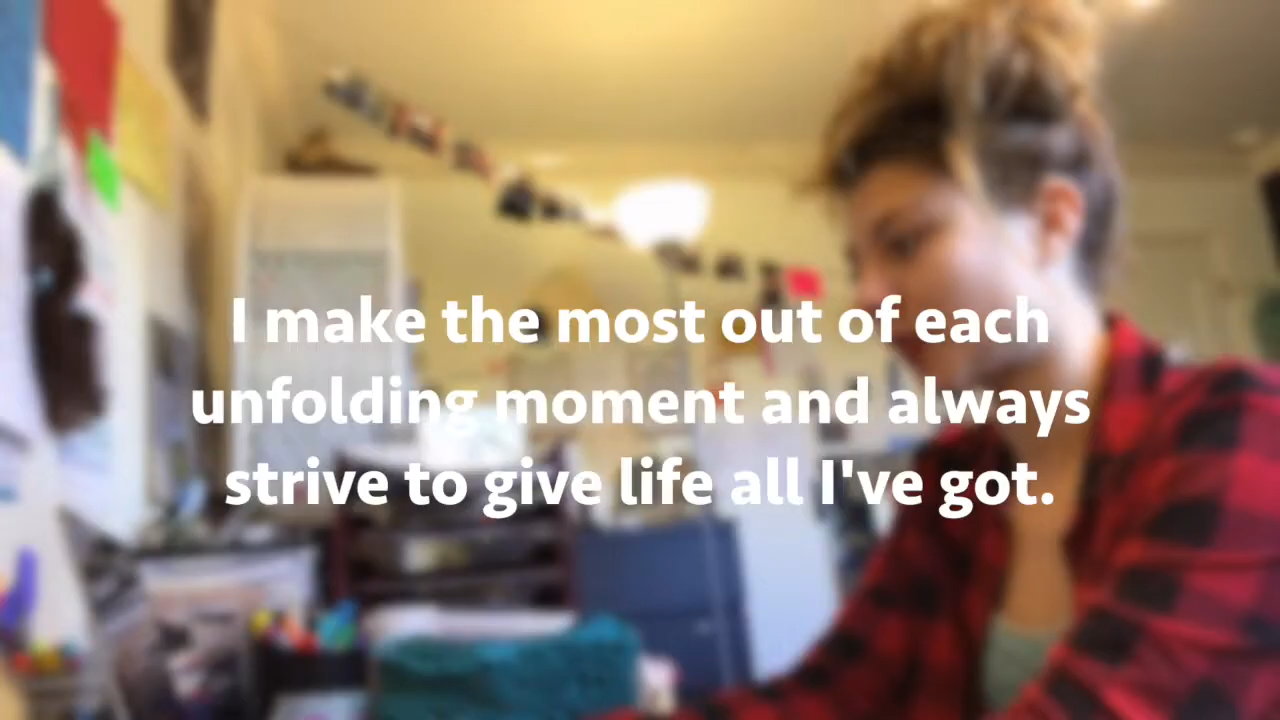 I make the most out of each
unfolding moment and always
strive to give life all I've got.